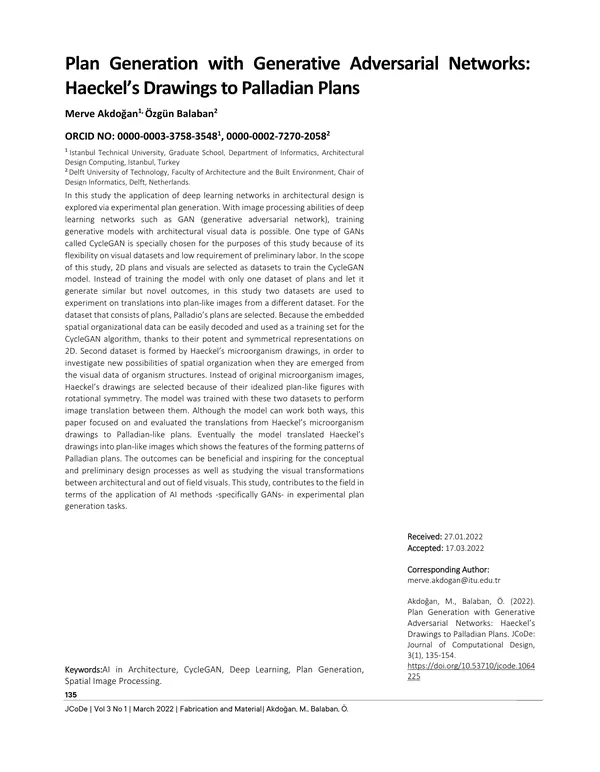 Plan Generation with Generative Adversarial Networks:
Haeckel's Drawings to Palladian Plans
Merve Akdoğan1, Özgün Balaban2
ORCID NO: 0000-0003-3758-35481, 0000-0002-7270-20582
1 Istanbul Technical University, Graduate School, Department of Informatics, Architectural
Design Computing, Istanbul, Turkey
2 Delft University of Technology, Faculty of Architecture and the Built Environment, Chair of
Design Informatics, Delft, Netherlands.
In this study the application of deep learning networks in architectural design is
explored via experimental plan generation. With image processing abilities of deep
learning networks such as GAN (generative adversarial network), training
generative models with architectural visual data is possible. One type of GANs
called CycleGAN is specially chosen for the purposes of this study because of its
flexibility on visual datasets and low requirement of preliminary labor. In the scope
of this study, 2D plans and visuals are selected as datasets to train the CycleGAN
model. Instead of training the model with only one dataset of plans and let it
generate similar but novel outcomes, in this study two datasets are used to
experiment on translations into plan-like images from a different dataset. For the
dataset that consists of plans, Palladio's plans are selected. Because the embedded
spatial organizational data can be easily decoded and used as a training set for the
CycleGAN algorithm, thanks to their potent and symmetrical representations on
2D. Second dataset is formed by Haeckel's microorganism drawings, in order to
investigate new possibilities of spatial organization when they are emerged from
the visual data of organism structures. Instead of original microorganism images,
Haeckel's drawings are selected because of their idealized plan-like figures with
rotational symmetry. The model was trained with these two datasets to perform
image translation between them. Although the model can work both ways, this
paper focused on and evaluated the translations from Haeckel's microorganism
drawings to Palladian-like plans. Eventually the model translated Haeckel's
drawings into plan-like images which shows the features of the forming patterns of
Palladian plans. The outcomes can be beneficial and inspiring for the conceptual
and preliminary design processes as well as studying the visual transformations
between architectural and out of field visuals. This study, contributes to the field in
terms of the application of AI methods -specifically GANs- in experimental plan
generation tasks.
Received: 27.01.2022
Accepted: 17.03.2022
Corresponding Author:
merve.akdogan@itu.edu.tr
Akdoğan, M., Balaban, Ö. (2022).
Plan Generation with Generative
Adversarial Networks: Haeckel's
Drawings to Palladian Plans. JCoDe:
Journal of Computational Design,
3(1), 135-154.
https://doi.org/10.53710/jcode.1064
225
Keywords:AI in Architecture, CycleGAN, Deep Learning, Plan Generation,
Spatial Image Processing.
135
JCoDe | Vol 3 No 1 | March 2022 | Fabrication and Material| Akdoğan, M., Balaban, Ö.